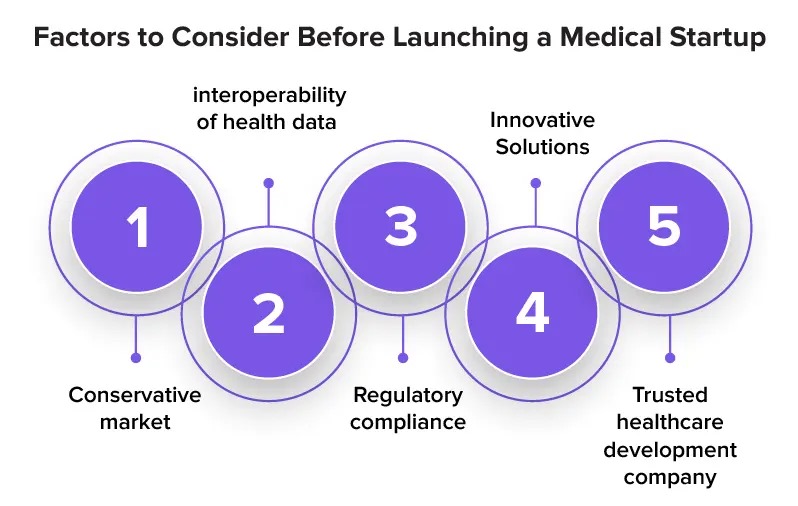 Factors to Consider Before Launching a Medical Startup
1
Conservative
market
2
interoperability
of health data
3
Regulatory
compliance
4
Innovative
Solutions
5
Trusted
healthcare
development
company